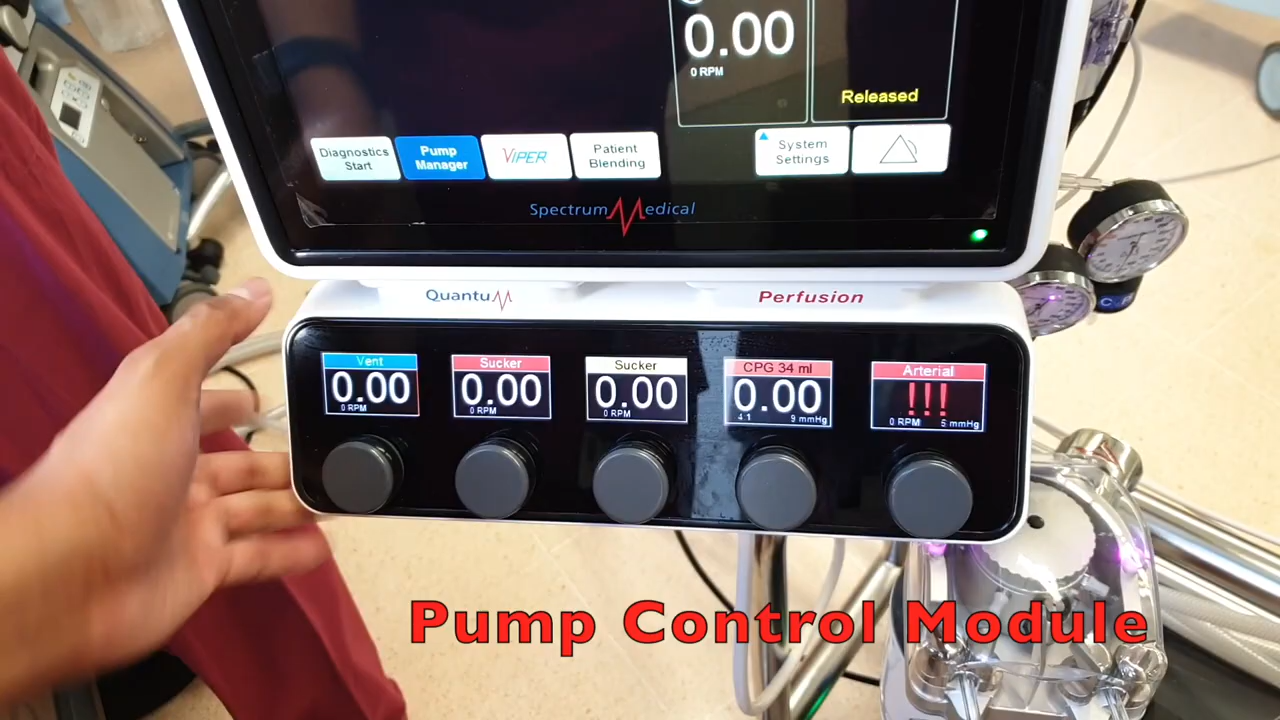 0.00
0 RPM
Released
Diagnostics
Start
Pump
Manager
VIPER
Patient
Blending
System
Settings
Spectrum Medical
QuantuM
Perfusion
Vent
0.00
0 RPM
Sucker
0.00
0 RPM
Sucker
0.00
0 RPM
CPG 34 ml
0.00
4:1 9 mmHg
Arterial
!!!
0 RPM 5 mmHg
Pump Control Module